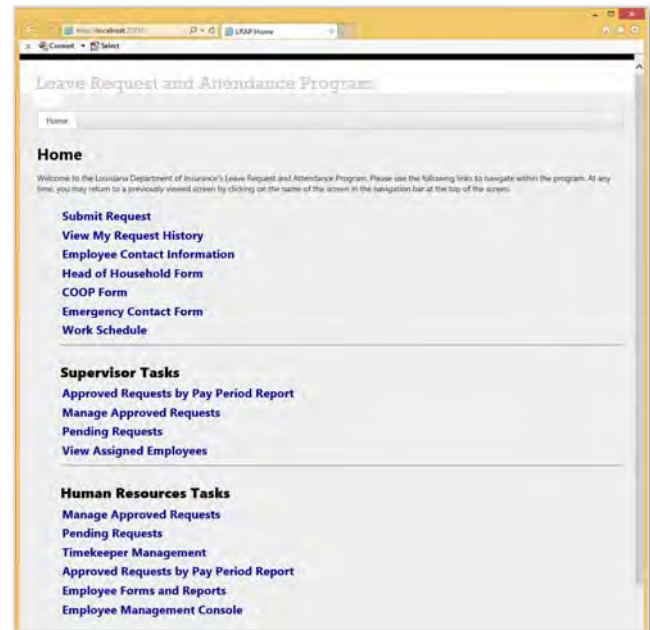 LRAP Home
Convert Select
Leave Request and Attendance Program
Home
Home
Welcome to the Louisiana Department of Insurance's Leave Request and Attendance Program. Please use the following links to navigate within the program. At any
time, you may return to a previously viewed screen by clicking on the name of the screen in the navigation bar at the top of the screen.
Submit Request
View My Request History
Employee Contact Information
Head of Household Form
COOP Form
Emergency Contact Form
Work Schedule
Supervisor Tasks
Approved Requests by Pay Period Report
Manage Approved Requests
Pending Requests
View Assigned Employees
Human Resources Tasks
Manage Approved Requests
Pending Requests
Timekeeper Management
Approved Requests by Pay Period Report
Employee Forms and Reports
Employee Management Console